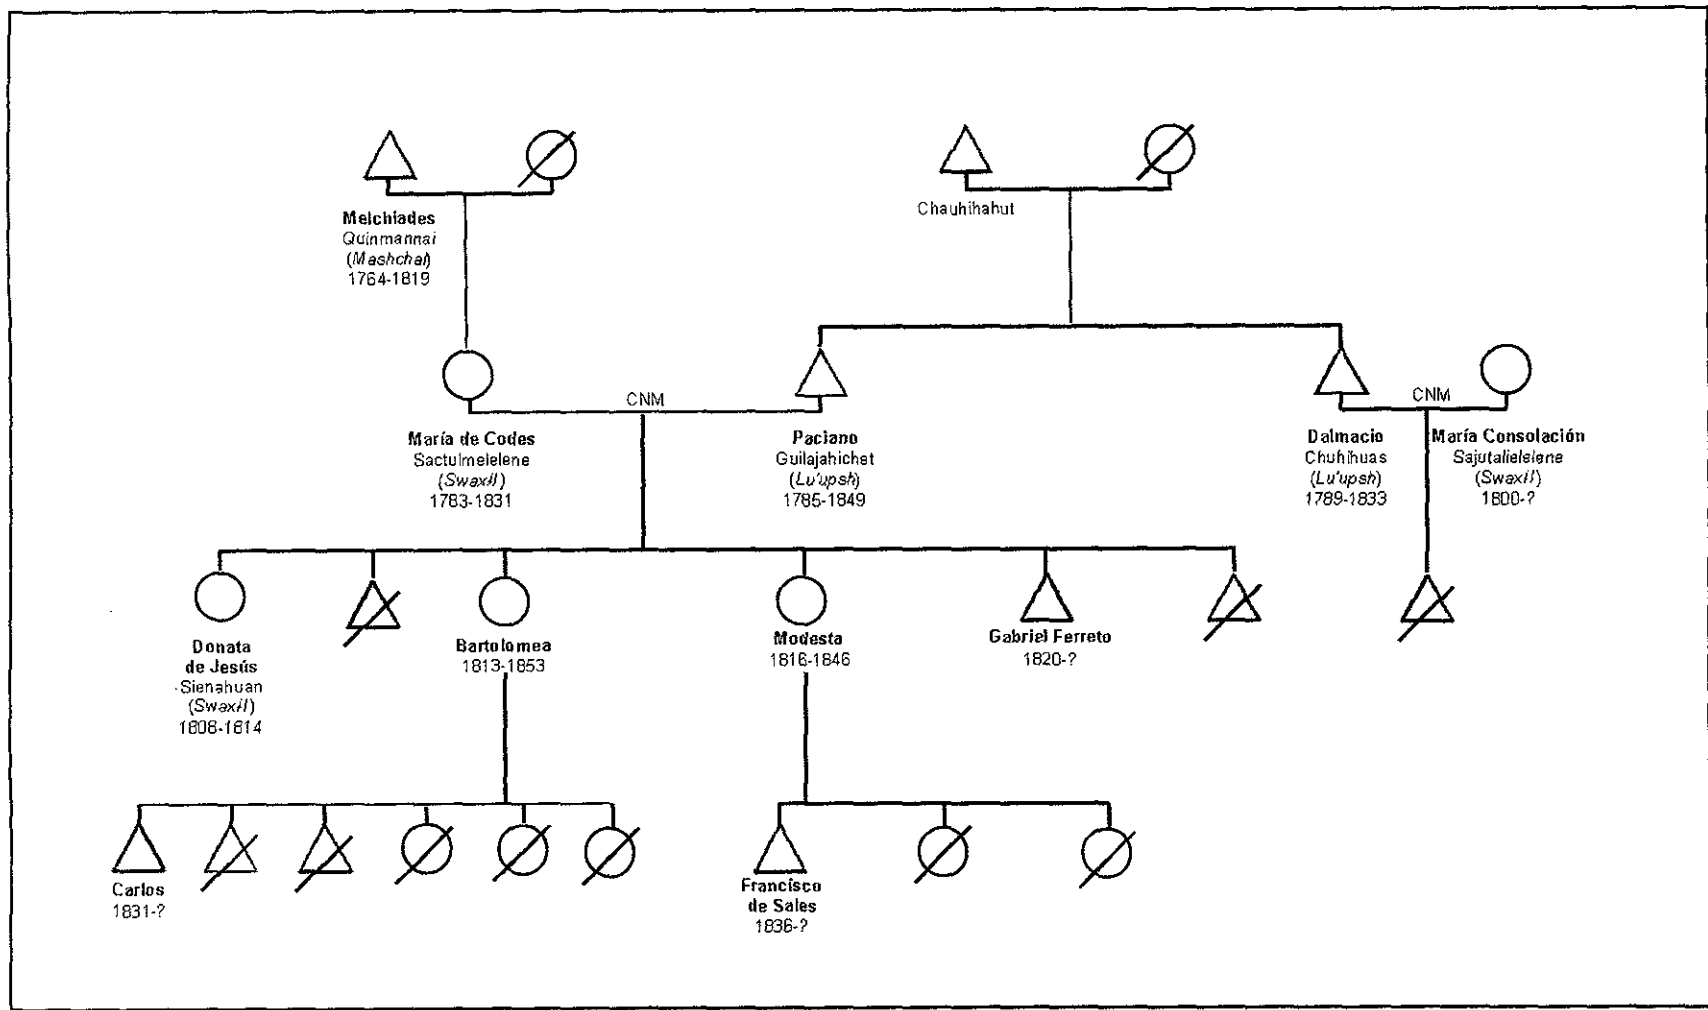 Melchiades
Quinmannai
(Mashchal)
1764-1819
Chauhihahut
CNM
María de Codes
Sactulmelelene
(Swaxil)
1783-1831
Paciano
Guilajahichet
(Lu'upsh)
1785-1849
CNM
Dalmacio
Chuhihuas
(Lu'upsh)
1789-1833
María Consolación
Sajutalielelene
(Swaxil)
1800-?
Donata
de Jesús
Sienahuan
(Swaxil)
1808-1814
Bartolomea
1813-1853
Modesta
1816-1846
Gabriel Ferreto
1820-?
Carlos
1831-?
Francisco
de Sales
1836-?